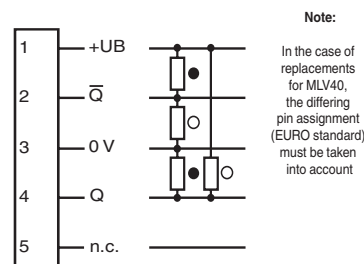 1 +UB
2 Q̅
3 0 V
4 Q
5 n.c.
Note:
In the case of
replacements
for MLV40,
the differing
pin assignment
(EURO standard)
must be taken
into account